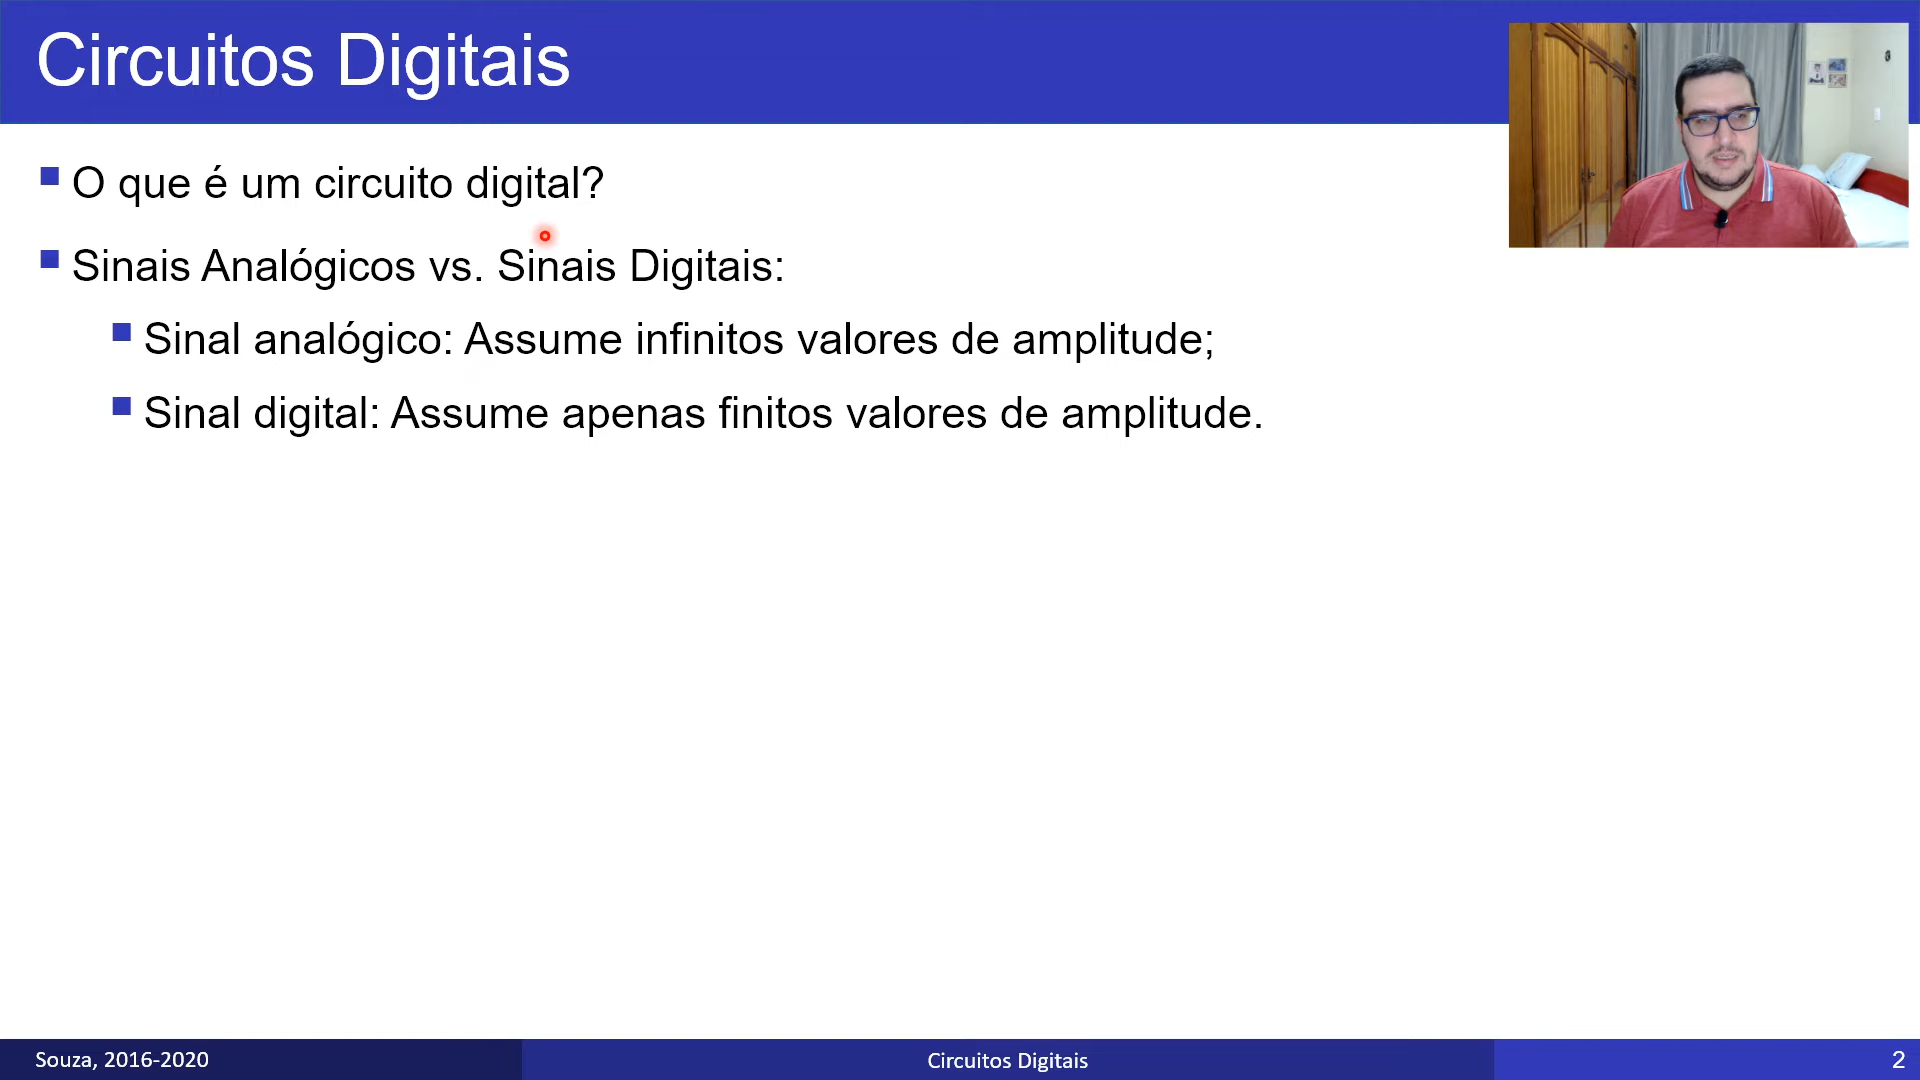 Circuitos Digitais
O que é um circuito digital?
Sinais Analógicos vs. Sinais Digitais:
Sinal analógico: Assume infinitos valores de amplitude;
Sinal digital: Assume apenas finitos valores de amplitude.
Souza, 2016-2020
Circuitos Digitais
2